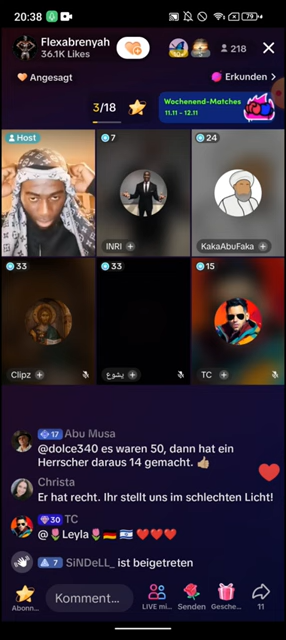 20:38
79
Flexabrenyah
36.1K Likes
218
Angesagt
Erkunden >
3/18
Wochenend-Matches
11.11 - 12.11
Host
7
24
INRI
KakaAbuFaka
33
33
15
Clipz
يشوع
TC
17 Abu Musa
@dolce340 es waren 50, dann hat ein
Herrscher daraus 14 gemacht. 👍🏼
Christa
Er hat recht. Ihr stellt uns im schlechten Licht!
30 TC
@🌷Leyla🌷🇩🇪🇮🇱❤️❤️❤️
7 SiNDeLL_ ist beigetreten
Abonn...
Komment...
LIVE mi...
Senden
Gesche...
11